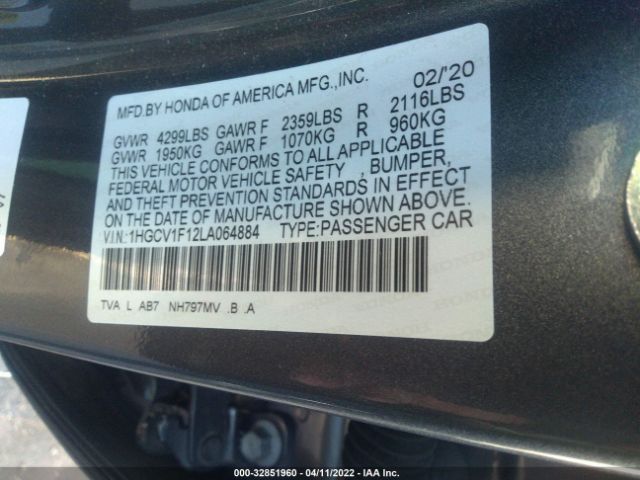 MFD.BY HONDA OF AMERICA MFG.,INC. 02/'20
GVWR 4299LBS GAWR F 2359LBS R 2116LBS
GVWR 1950KG GAWR F 1070KG R 960KG
THIS VEHICLE CONFORMS TO ALL APPLICABLE
FEDERAL MOTOR VEHICLE SAFETY , BUMPER,
AND THEFT PREVENTION STANDARDS IN EFFECT
ON THE DATE OF MANUFACTURE SHOWN ABOVE.
V.I.N.:1HGCV1F12LA064884 TYPE:PASSENGER CAR
TVA L AB7 NH797MV .B .A
000-32851960 - 04/11/2022 - IAA Inc.